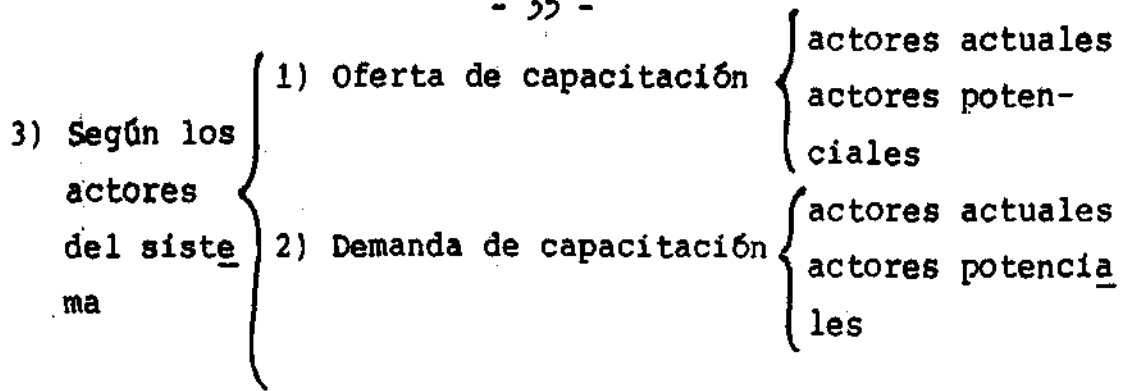 3) Según los
actores
del siste
ma
1) Oferta de capacitación
actores actuales
actores poten-
ciales
2) Demanda de capacitación
actores actuales
actores potencia
les